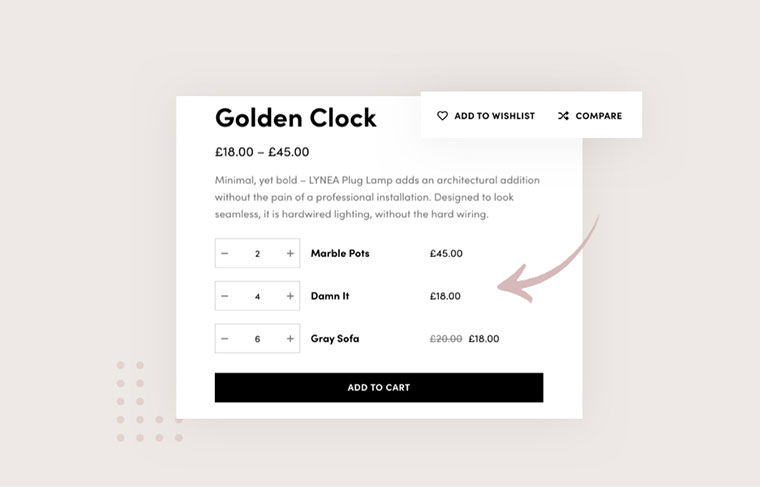 Golden Clock
ADD TO WISHLIST COMPARE
£18.00 – £45.00
Minimal, yet bold – LYNEA Plug Lamp adds an architectural addition
without the pain of a professional installation. Designed to look
seamless, it is hardwired lighting, without the hard wiring.
− 2 + Marble Pots £45.00
− 4 + Damn It £18.00
− 6 + Gray Sofa £20.00 £18.00
ADD TO CART